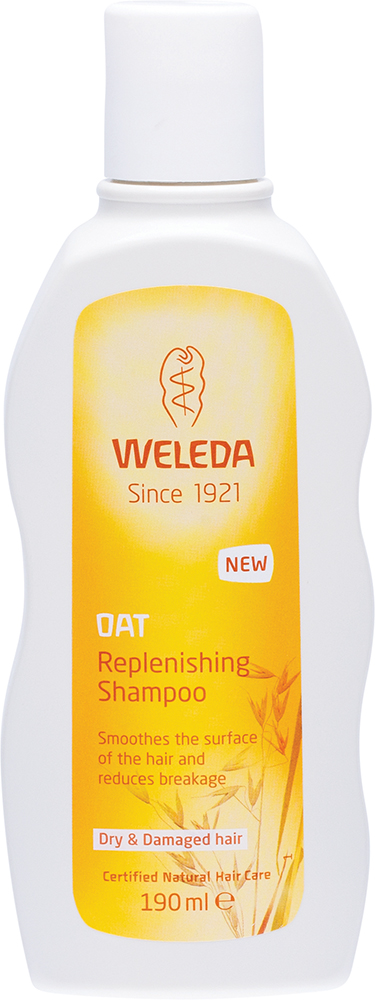 WELEDA
Since 1921
NEW
OAT
Replenishing
Shampoo
Smoothes the surface
of the hair and
reduces breakage
Dry & Damaged hair
Certified Natural Hair Care
190 ml ℮